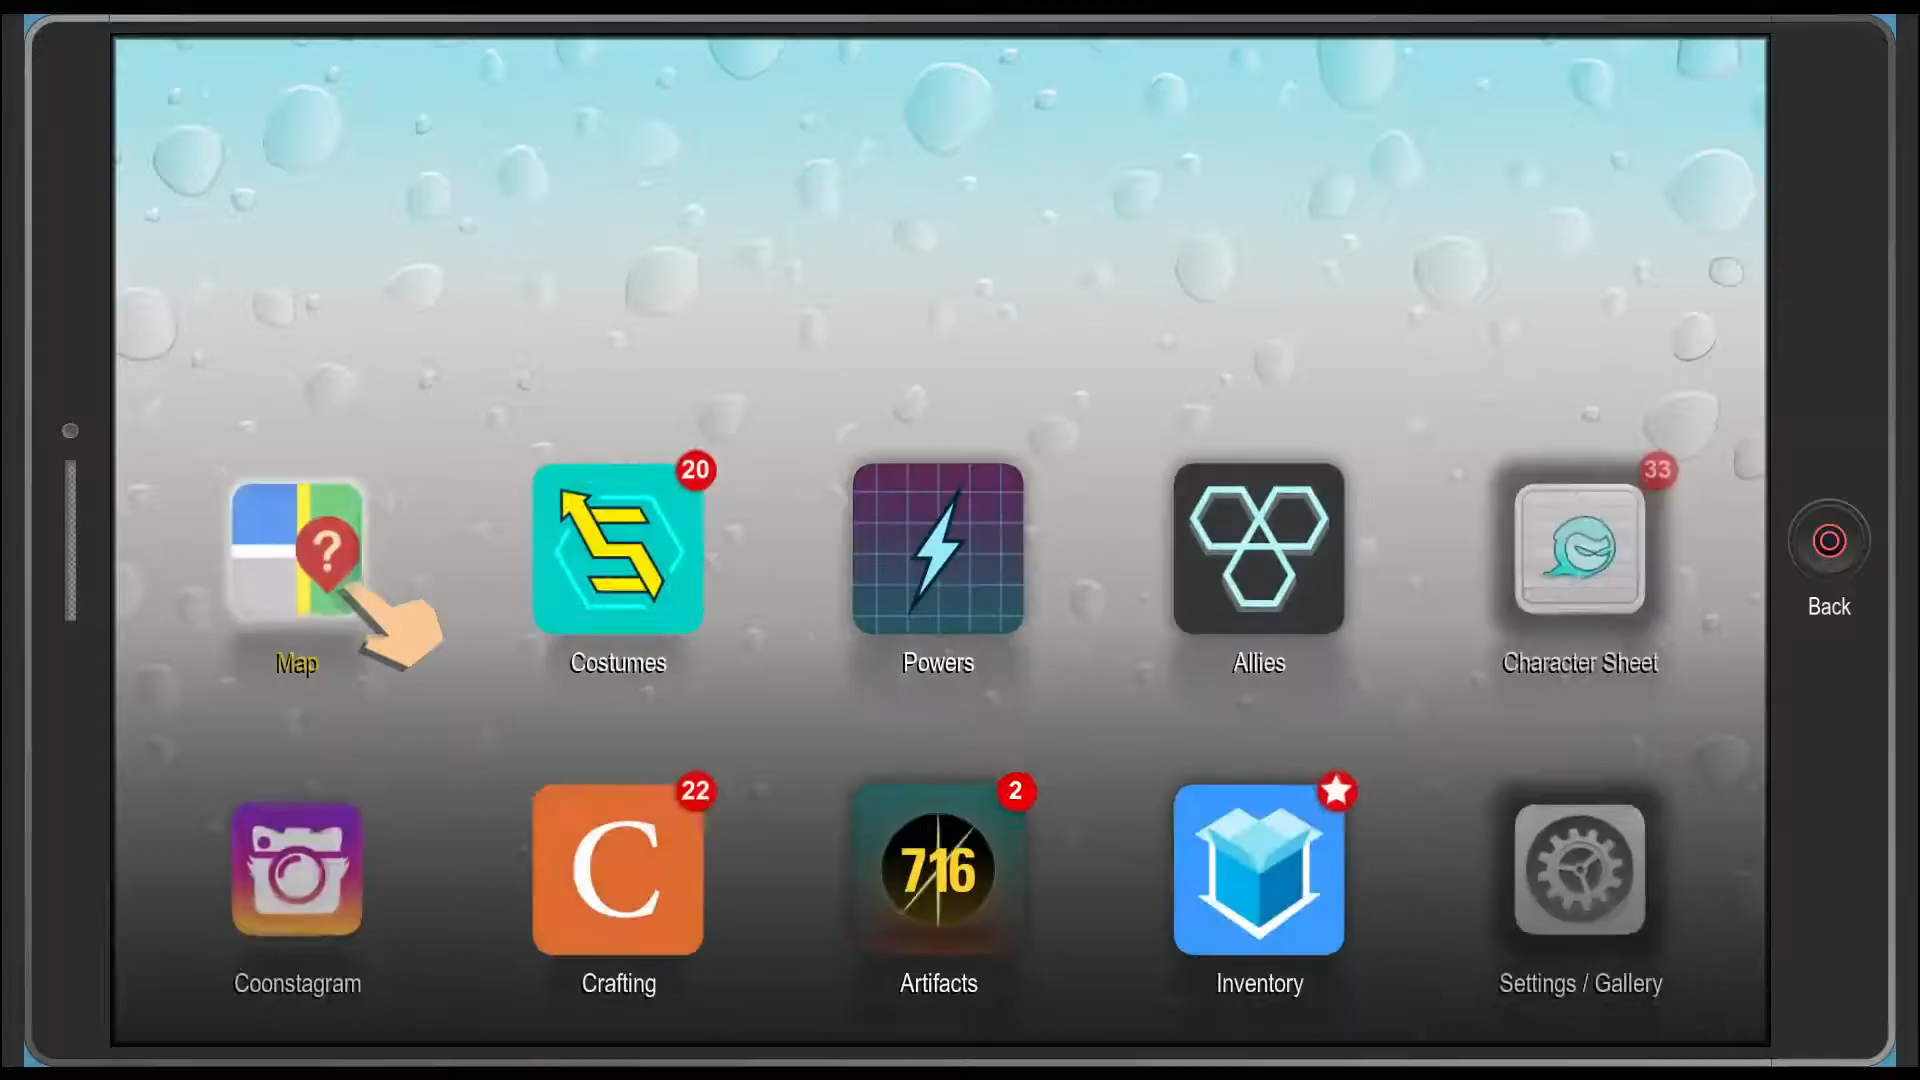 20
33
?
Map
Costumes
Powers
Allies
Character Sheet
Back
22
2
C
716
Coonstagram
Crafting
Artifacts
Inventory
Settings / Gallery